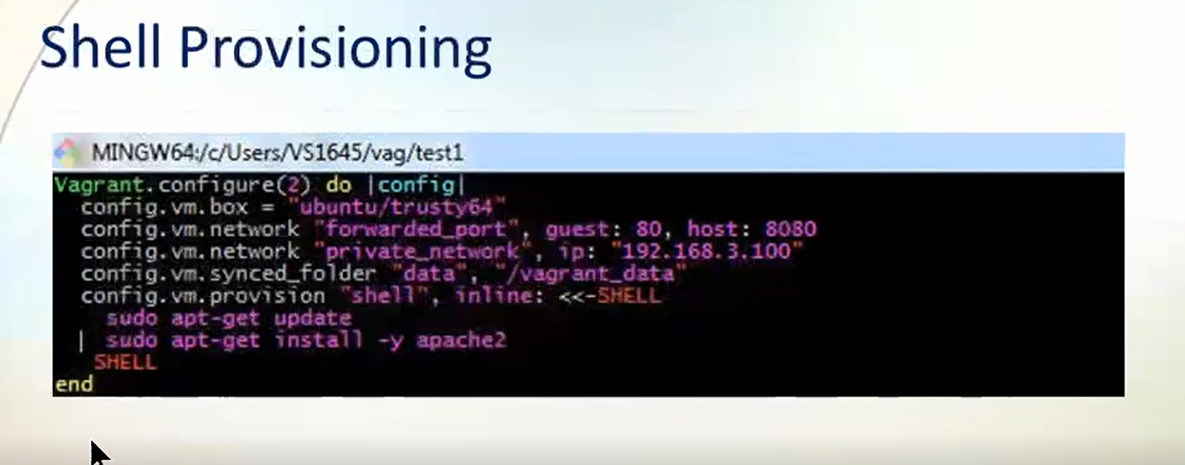 Shell Provisioning
MINGW64:/c/Users/VS1645/vag/test1
Vagrant.configure(2) do |config|
config.vm.box = "ubuntu/trusty64"
config.vm.network "forwarded_port", guest: 80, host: 8080
config.vm.network "private_network", ip: "192.168.3.100"
config.vm.synced_folder "data", "/vagrant_data"
config.vm.provision "shell", inline: <<-SHELL
sudo apt-get update
| sudo apt-get install -y apache2
SHELL
end